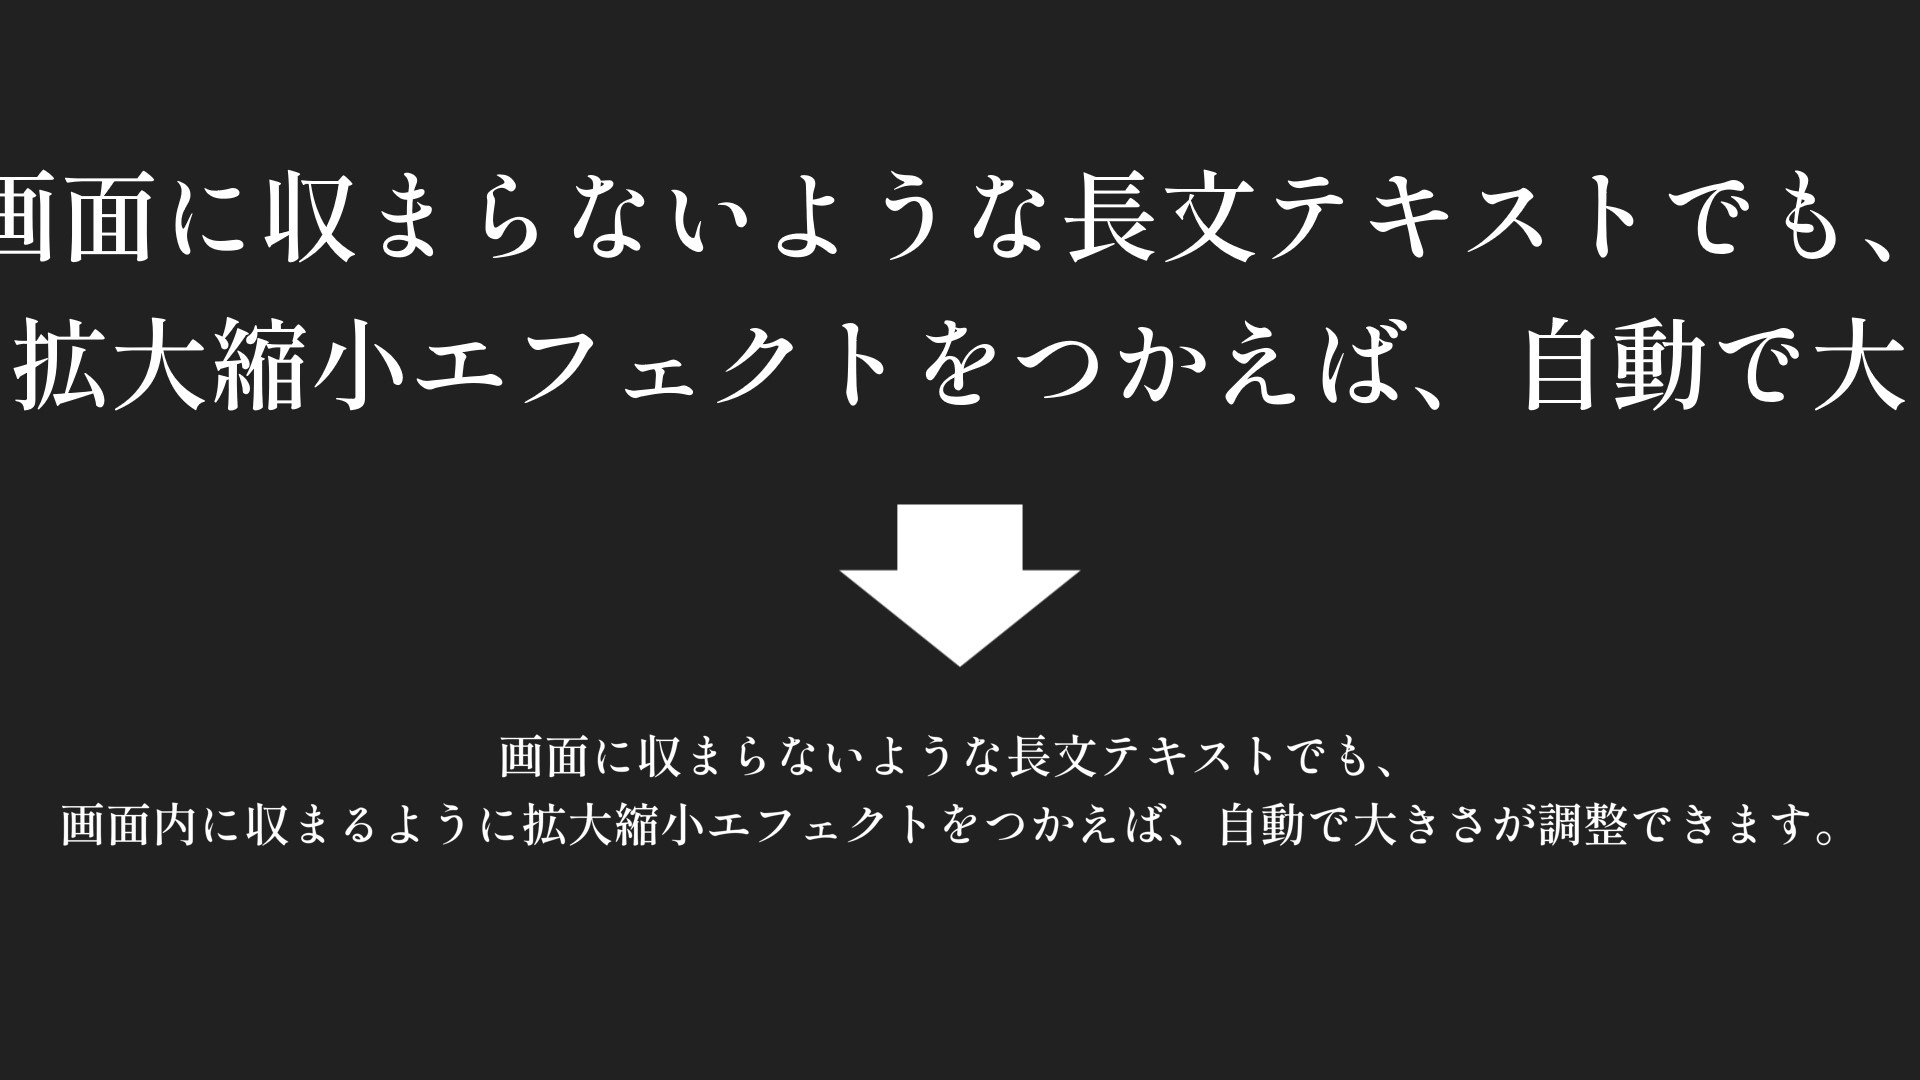 画面に収まらないような長文テキストでも、
拡大縮小エフェクトをつかえば、自動で大
画面に収まらないような長文テキストでも、
画面内に収まるように拡大縮小エフェクトをつかえば、自動で大きさが調整できます。